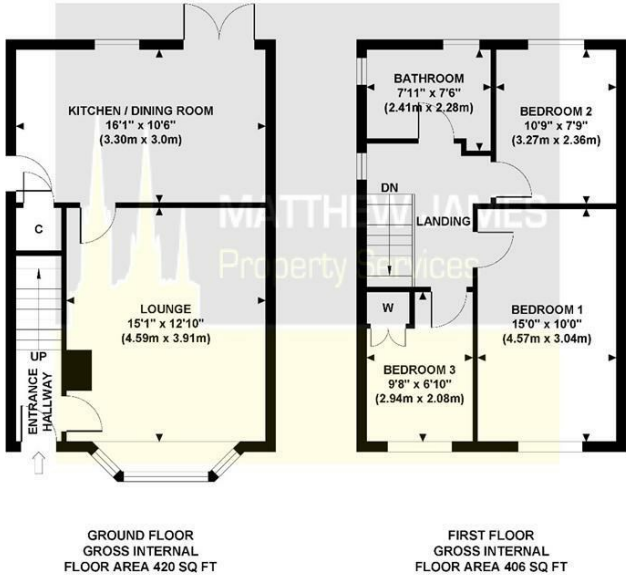 KITCHEN / DINING ROOM
16'1" x 10'6"
(3.30m x 3.0m)
C
LOUNGE
15'1" x 12'10"
(4.59m x 3.91m)
UP
ENTRANCE
HALLWAY
BATHROOM
7'11" x 7'6"
(2.41m x 2.28m)
BEDROOM 2
10'9" x 7'9"
(3.27m x 2.36m)
DN
LANDING
W
BEDROOM 1
15'0" x 10'0"
(4.57m x 3.04m)
BEDROOM 3
9'8" x 6'10"
(2.94m x 2.08m)
MATTHEW JAMES
Property Services
GROUND FLOOR
GROSS INTERNAL
FLOOR AREA 420 SQ FT
FIRST FLOOR
GROSS INTERNAL
FLOOR AREA 406 SQ FT